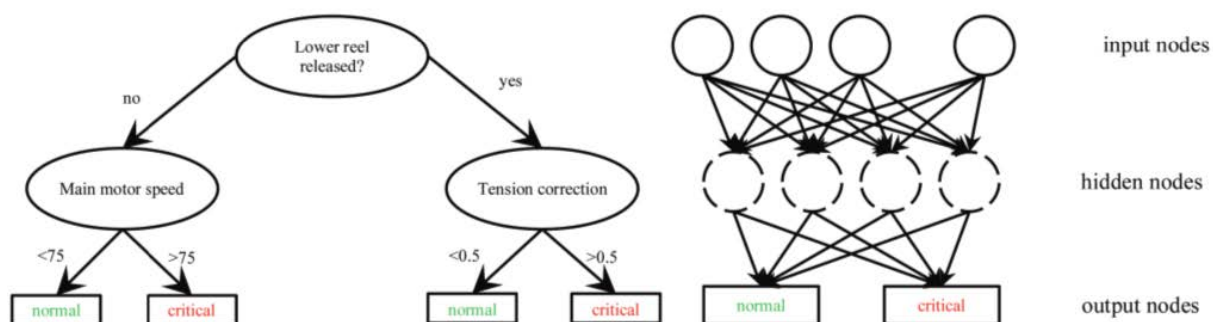 Lower reel
released?
no
yes
Main motor speed
Tension correction
<75
>75
<0.5
>0.5
normal
critical
normal
critical
input nodes
hidden nodes
normal
critical
output nodes